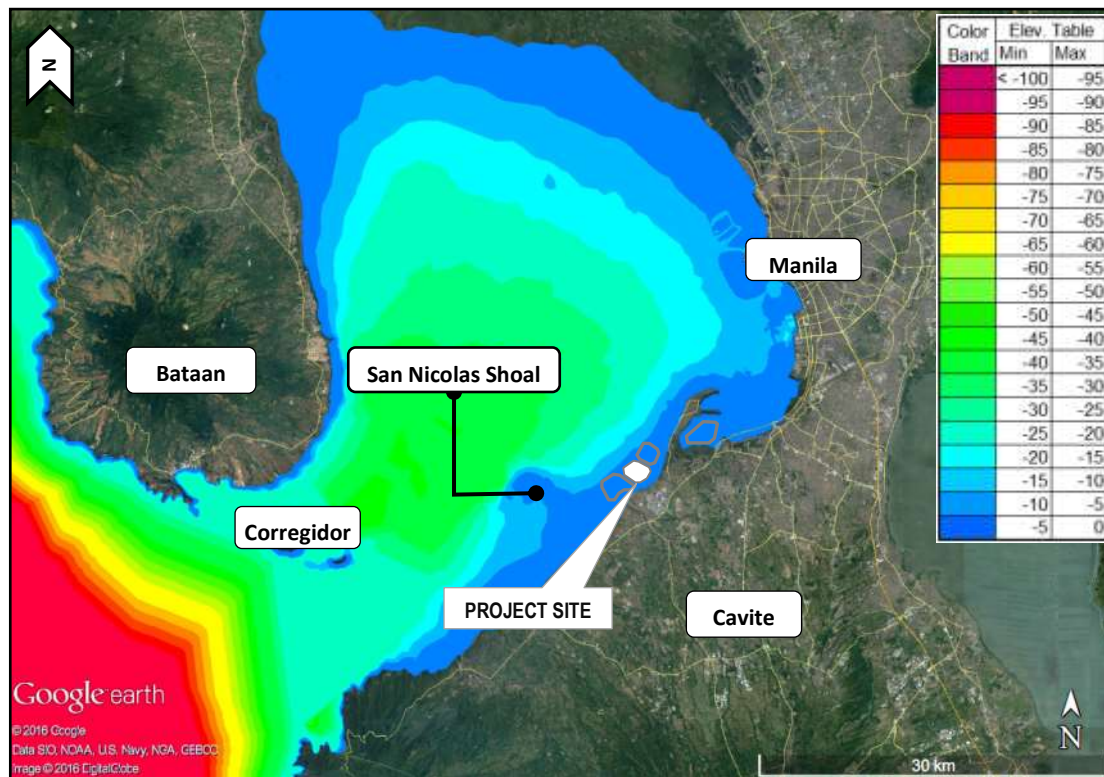 N
Color Band Elev. Table
Min Max
< -100 -95
-95 -90
-90 -85
-85 -80
-80 -75
-75 -70
-70 -65
-65 -60
-60 -55
-55 -50
-50 -45
-45 -40
-40 -35
-35 -30
-30 -25
-25 -20
-20 -15
-15 -10
-10 -5
-5 0
Manila
Bataan
San Nicolas Shoal
Corregidor
PROJECT SITE
Cavite
Google earth
© 2016 Google
Data SIO, NOAA, U.S. Navy, NGA, GEBCO
Image © 2016 DigitalGlobe
N
30 km